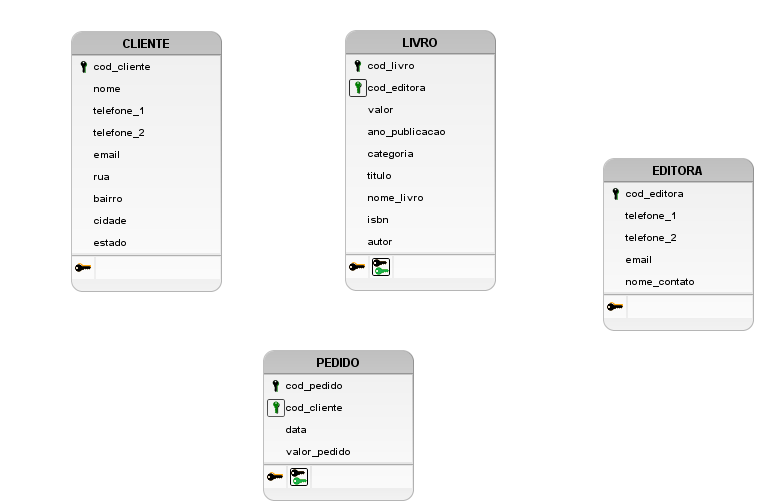 CLIENTE
cod_cliente
nome
telefone_1
telefone_2
email
rua
bairro
cidade
estado
LIVRO
cod_livro
cod_editora
valor
ano_publicacao
categoria
titulo
nome_livro
isbn
autor
EDITORA
cod_editora
telefone_1
telefone_2
email
nome_contato
PEDIDO
cod_pedido
cod_cliente
data
valor_pedido